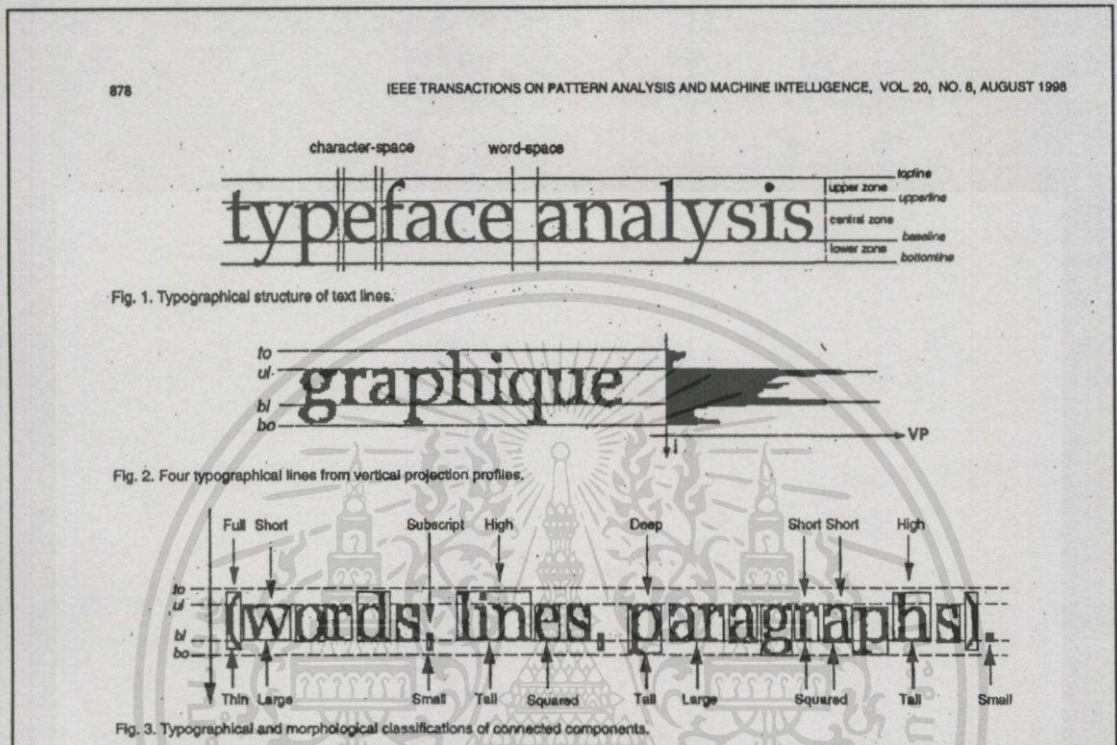 878 IEEE TRANSACTIONS ON PATTERN ANALYSIS AND MACHINE INTELLIGENCE, VOL. 20, NO. 8, AUGUST 1998
character-space word-space
topline
upper zone
upperline
typeface analysis
central zone
baseline
lower zone
bottomline
Fig. 1. Typographical structure of text lines.
to
ul
graphique
bl
bo
VP
i
Fig. 2. Four typographical lines from vertical projection profiles.
Full Short Subscript High Deep Short Short High
to
ul
(words, lines, paragraphs).
bl
bo
Thin Large Small Tall Squared Tall Large Squared Tall Small
Fig. 3. Typographical and morphological classifications of connected components.